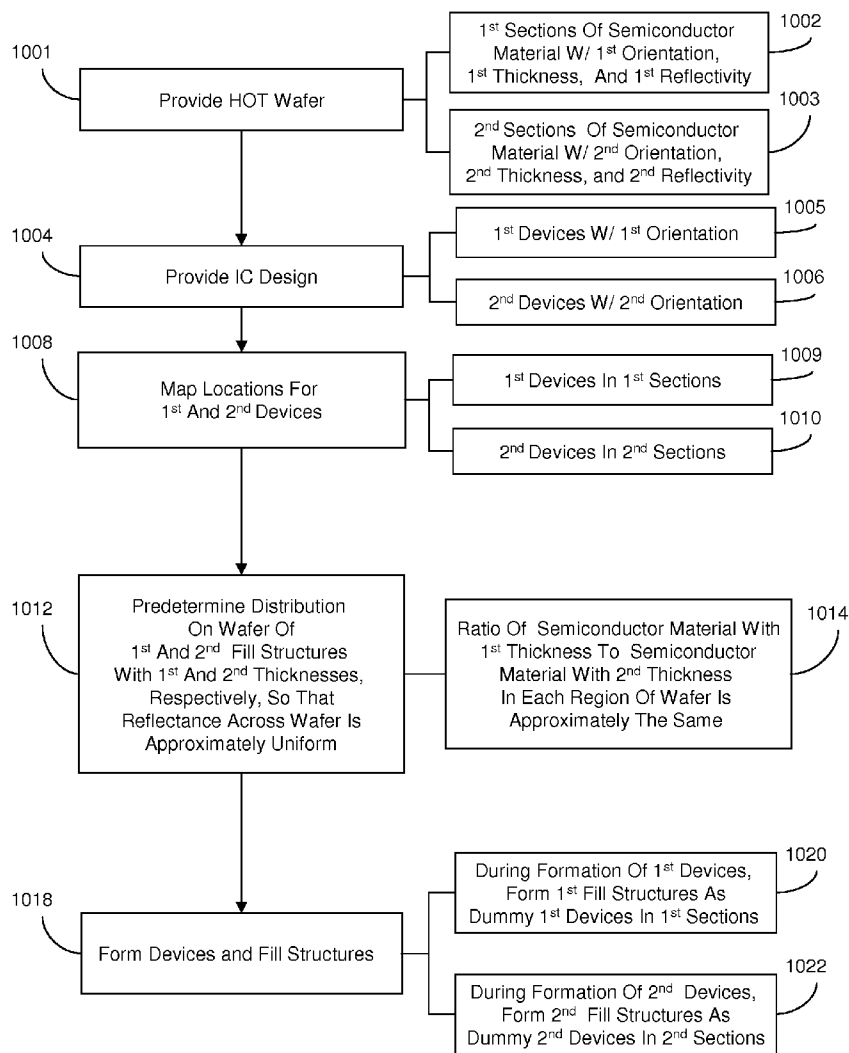 1001
Provide HOT Wafer
1st Sections Of Semiconductor
Material W/ 1st Orientation,
1st Thickness, And 1st Reflectivity
1002
2nd Sections Of Semiconductor
Material W/ 2nd Orientation,
2nd Thickness, and 2nd Reflectivity
1003
1004
Provide IC Design
1st Devices W/ 1st Orientation
1005
2nd Devices W/ 2nd Orientation
1006
1008
Map Locations For
1st And 2nd Devices
1st Devices In 1st Sections
1009
2nd Devices In 2nd Sections
1010
1012
Predetermine Distribution
On Wafer Of
1st And 2nd Fill Structures
With 1st And 2nd Thicknesses,
Respectively, So That
Reflectance Across Wafer Is
Approximately Uniform
Ratio Of Semiconductor Material With
1st Thickness To Semiconductor
Material With 2nd Thickness
In Each Region Of Wafer Is
Approximately The Same
1014
1018
Form Devices and Fill Structures
During Formation Of 1st Devices,
Form 1st Fill Structures As
Dummy 1st Devices In 1st Sections
1020
During Formation Of 2nd Devices,
Form 2nd Fill Structures As
Dummy 2nd Devices In 2nd Sections
1022